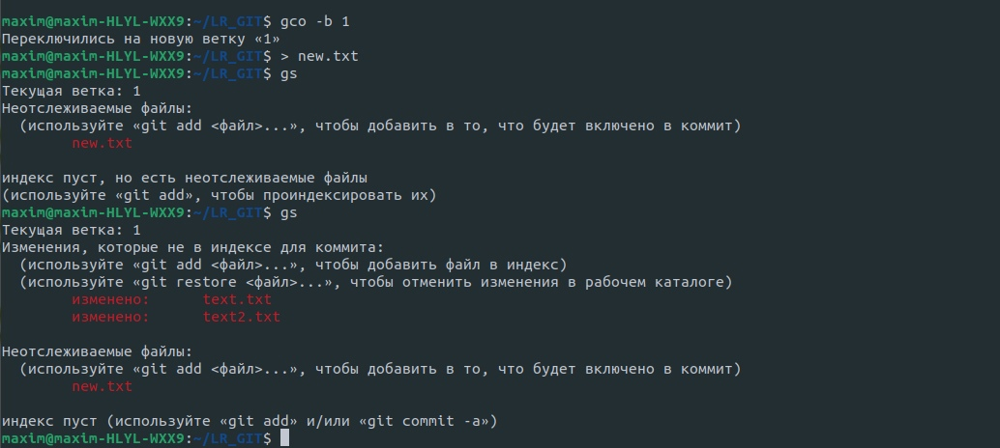 maxim@maxim-HLYL-WXX9:~/LR_GIT$ gco -b 1
Переключились на новую ветку «1»
maxim@maxim-HLYL-WXX9:~/LR_GIT$ > new.txt
maxim@maxim-HLYL-WXX9:~/LR_GIT$ gs
Текущая ветка: 1
Неотслеживаемые файлы:
  (используйте «git add <файл>...», чтобы добавить в то, что будет включено в коммит)
        new.txt

индекс пуст, но есть неотслеживаемые файлы
(используйте «git add», чтобы проиндексировать их)
maxim@maxim-HLYL-WXX9:~/LR_GIT$ gs
Текущая ветка: 1
Изменения, которые не в индексе для коммита:
  (используйте «git add <файл>...», чтобы добавить файл в индекс)
  (используйте «git restore <файл>...», чтобы отменить изменения в рабочем каталоге)
        изменено:      text.txt
        изменено:      text2.txt

Неотслеживаемые файлы:
  (используйте «git add <файл>...», чтобы добавить в то, что будет включено в коммит)
        new.txt

индекс пуст (используйте «git add» и/или «git commit -a»)
maxim@maxim-HLYL-WXX9:~/LR_GIT$